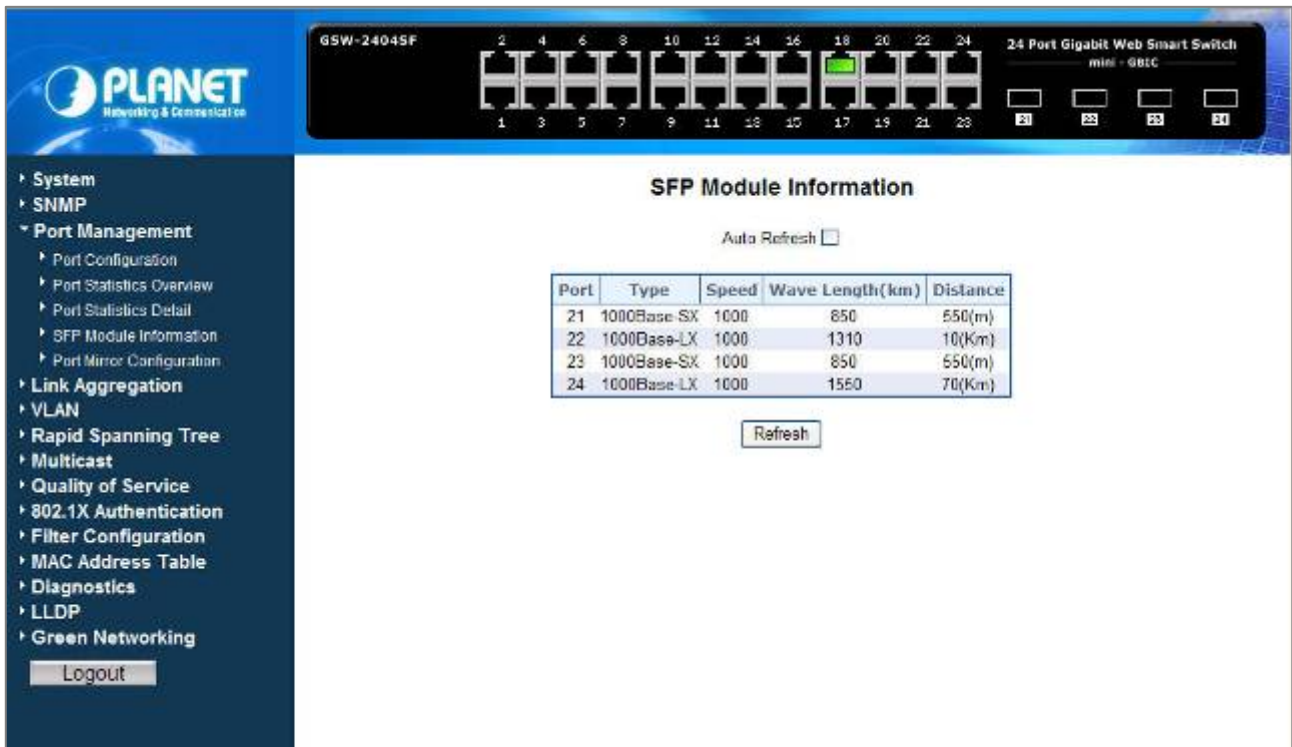 PLANET
Networking & Communication
GSW-2404SF
2 4 6 8 10 12 14 16 18 20 22 24
1 3 5 7 9 11 13 15 17 19 21 23
24 Port Gigabit Web Smart Switch
mini - GBIC
21 22 23 24
System
SNMP
Port Management
Port Configuration
Port Statistics Overview
Port Statistics Detail
SFP Module Information
Port Mirror Configuration
Link Aggregation
VLAN
Rapid Spanning Tree
Multicast
Quality of Service
802.1X Authentication
Filter Configuration
MAC Address Table
Diagnostics
LLDP
Green Networking
Logout
SFP Module Information
Auto Refresh
Port Type Speed Wave Length(km) Distance
21 1000Base-SX 1000 850 550(m)
22 1000Base-LX 1000 1310 10(Km)
23 1000Base-SX 1000 850 550(m)
24 1000Base-LX 1000 1550 70(Km)
Refresh